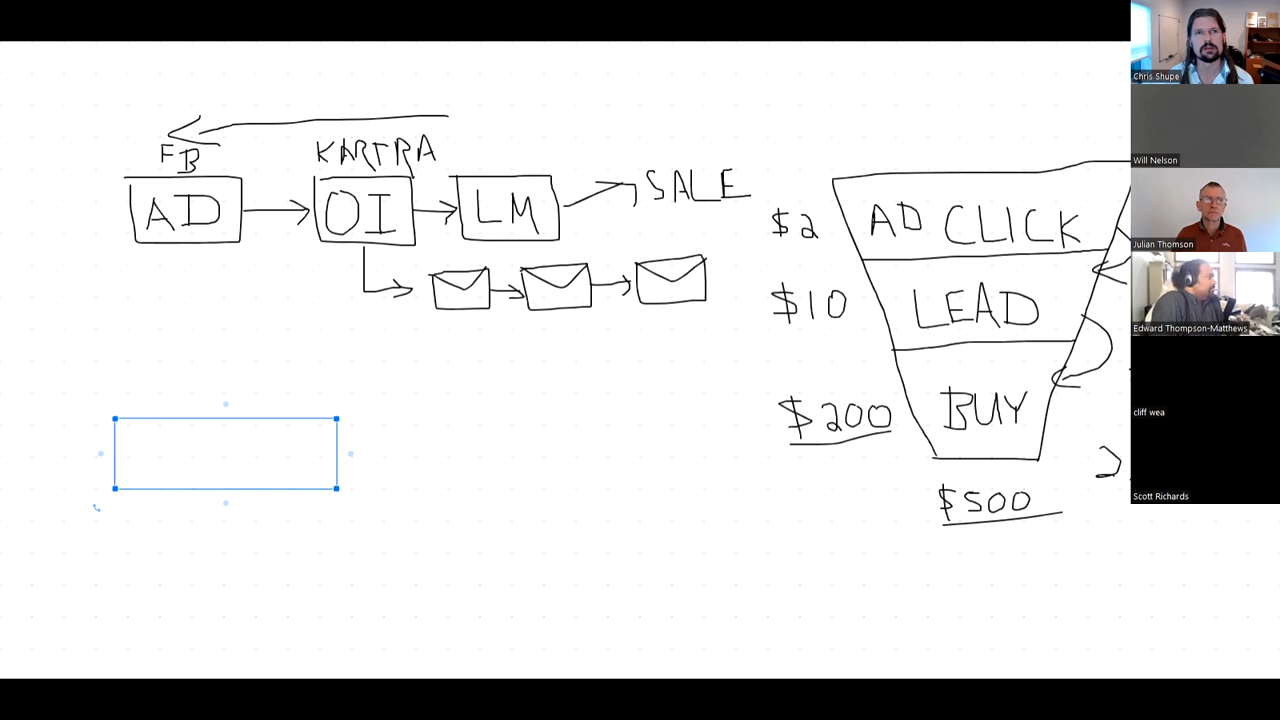 FB
KARTRA
AD
OI
LM
SALE
$2
AD CLICK
$10
LEAD
$200
BUY
$500
2
Chris Shupe
Will Nelson
Julian Thomson
Edward Thompson-Matthews
cliff wea
Scott Richards